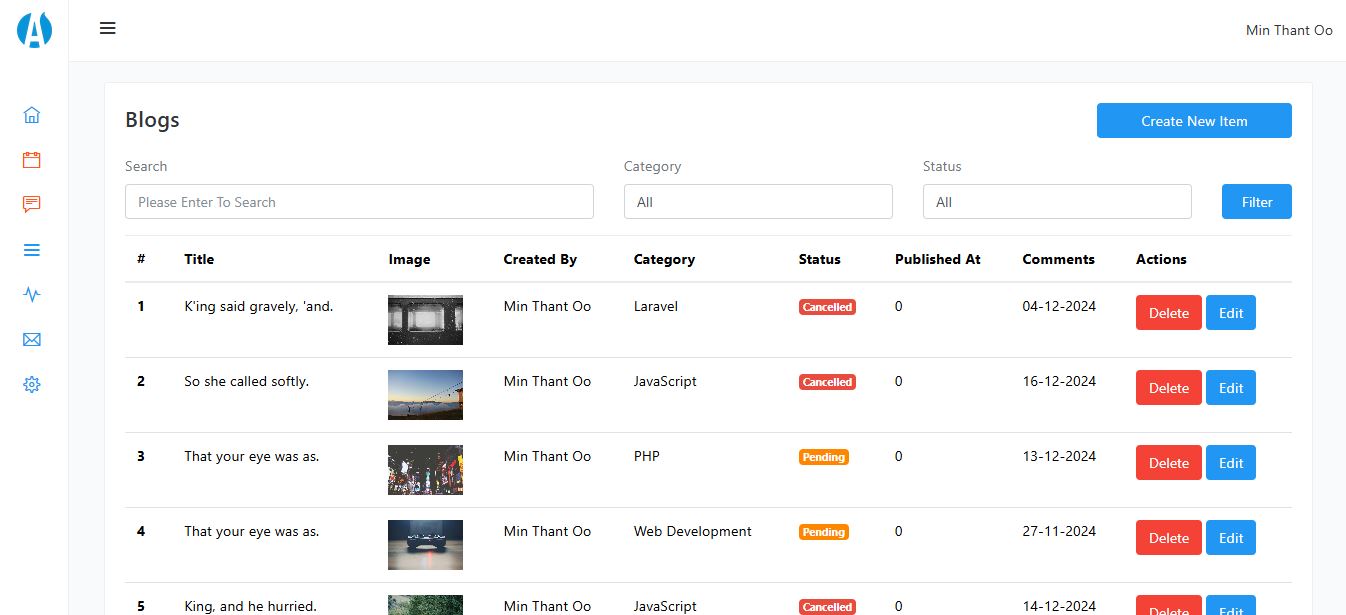 A
Min Thant Oo
Blogs
Create New Item
Search
Category
Status
Please Enter To Search
All
All
Filter
# Title Image Created By Category Status Published At Comments Actions
1 K'ing said gravely, 'and. Min Thant Oo Laravel Cancelled 0 04-12-2024 Delete Edit
2 So she called softly. Min Thant Oo JavaScript Cancelled 0 16-12-2024 Delete Edit
3 That your eye was as. Min Thant Oo PHP Pending 0 13-12-2024 Delete Edit
4 That your eye was as. Min Thant Oo Web Development Pending 0 27-11-2024 Delete Edit
5 King, and he hurried. Min Thant Oo JavaScript Cancelled 0 14-12-2024 Delete Edit